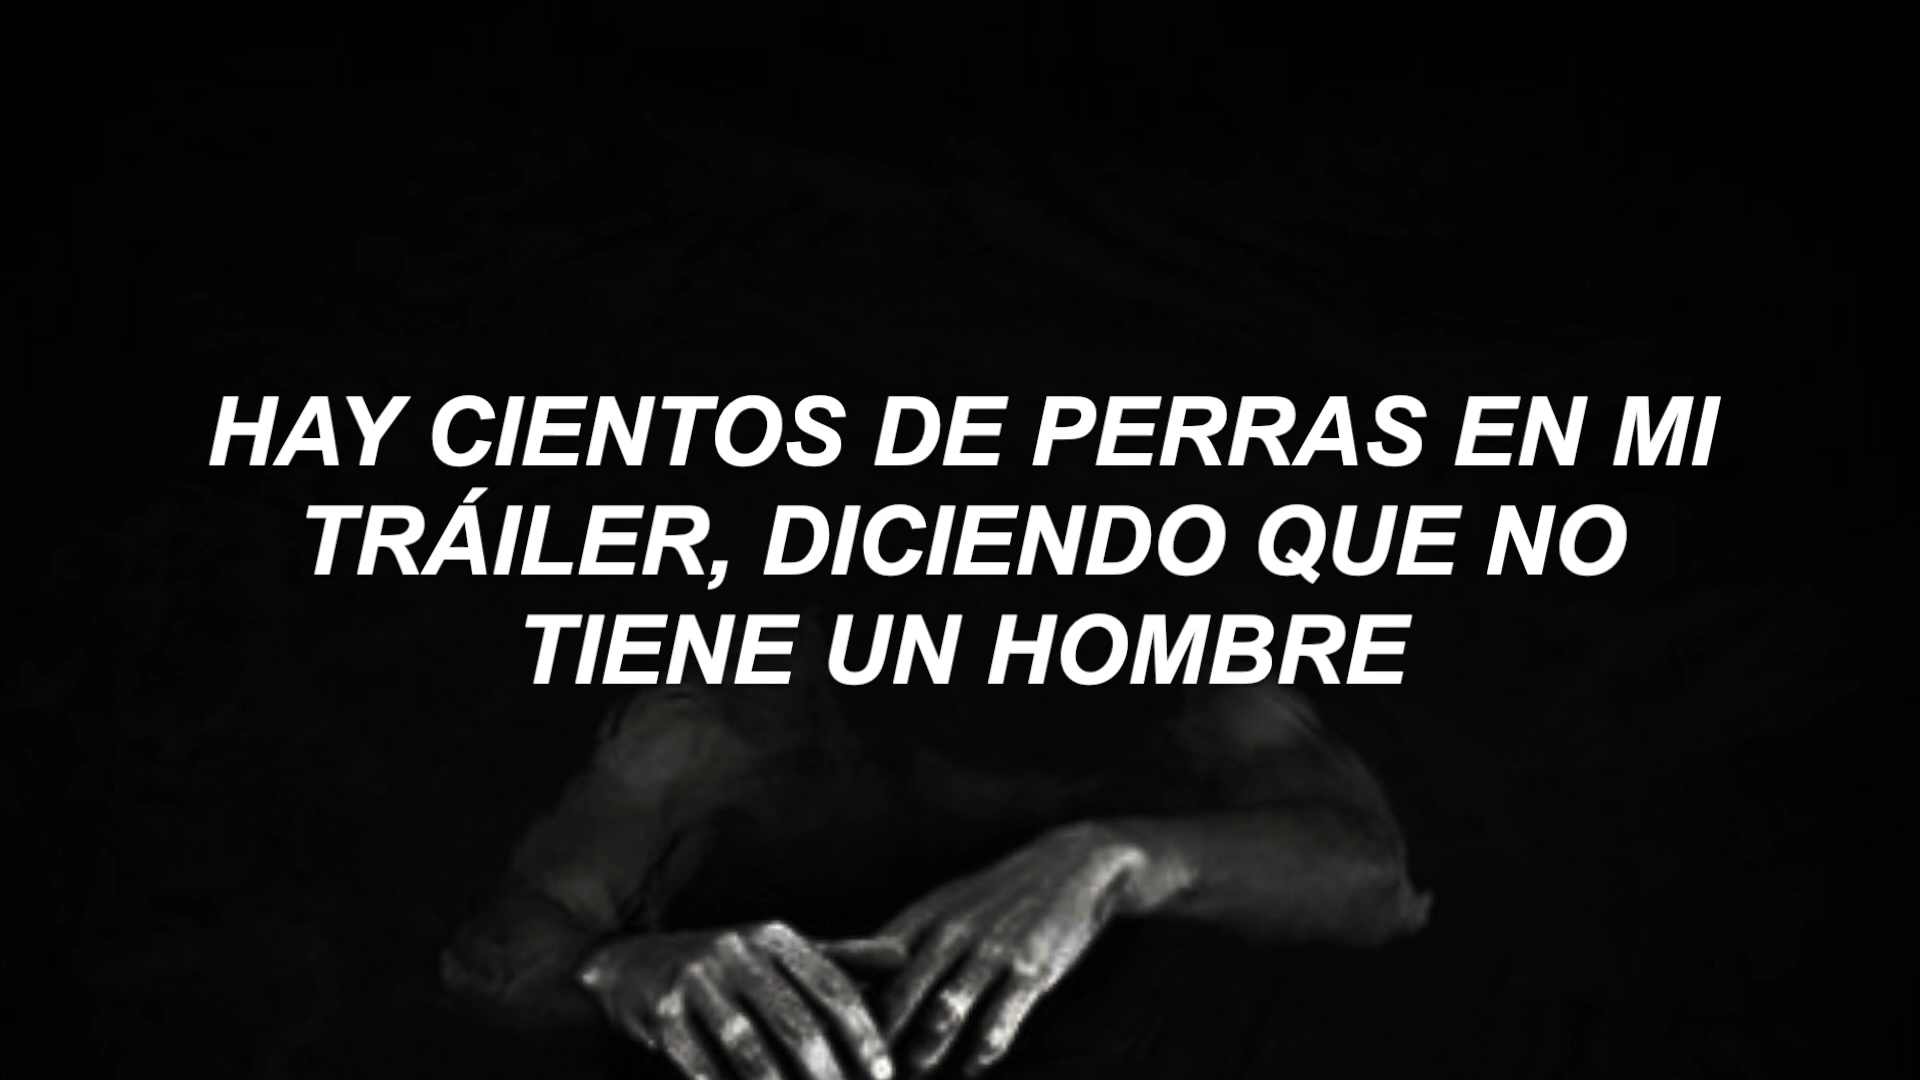 HAY CIENTOS DE PERRAS EN MI
TRÁILER, DICIENDO QUE NO
TIENE UN HOMBRE